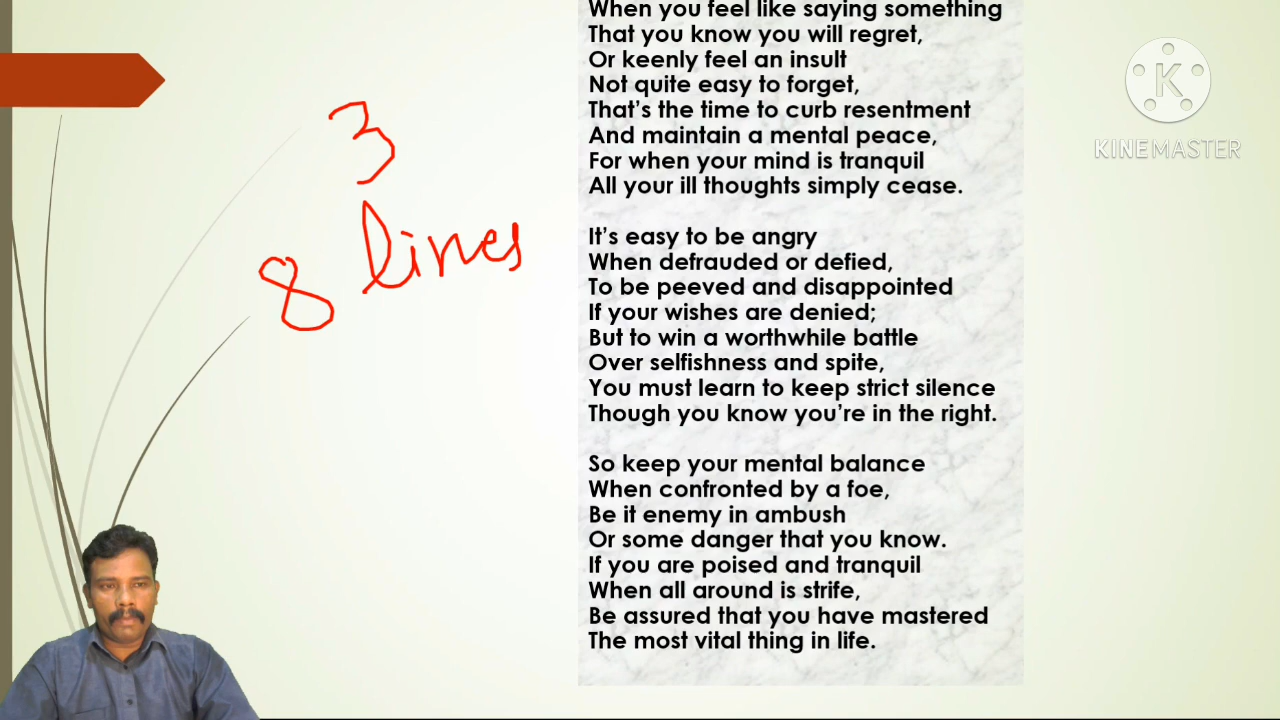 When you feel like saying something
That you know you will regret,
Or keenly feel an insult
Not quite easy to forget,
That's the time to curb resentment
And maintain a mental peace,
For when your mind is tranquil
All your ill thoughts simply cease.
It's easy to be angry
When defrauded or defied,
To be peeved and disappointed
If your wishes are denied;
But to win a worthwhile battle
Over selfishness and spite,
You must learn to keep strict silence
Though you know you're in the right.
So keep your mental balance
When confronted by a foe,
Be it enemy in ambush
Or some danger that you know.
If you are poised and tranquil
When all around is strife,
Be assured that you have mastered
The most vital thing in life.
3
8 lines
K
KINEMASTER